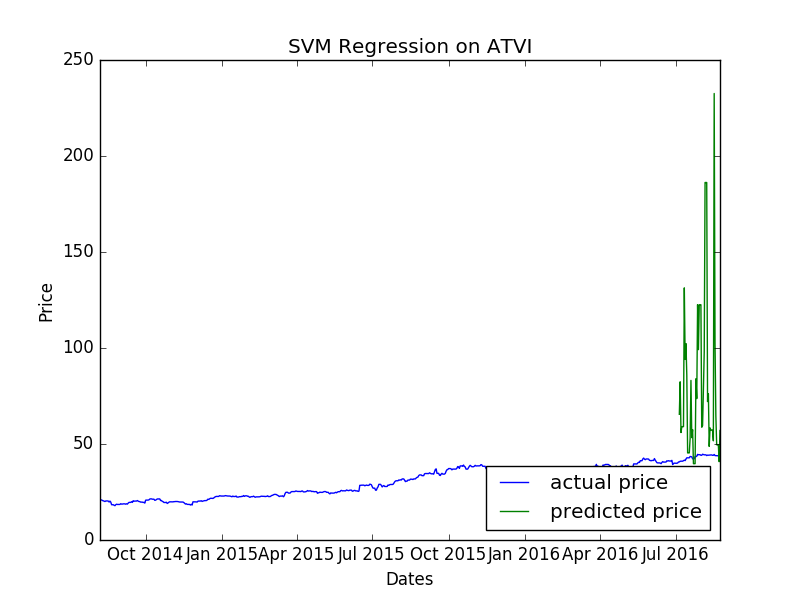 SVM Regression on ATVI
250
200
150
100
50
0
Price
actual price
predicted price
Oct 2014 Jan 2015 Apr 2015 Jul 2015 Oct 2015 Jan 2016 Apr 2016 Jul 2016
Dates